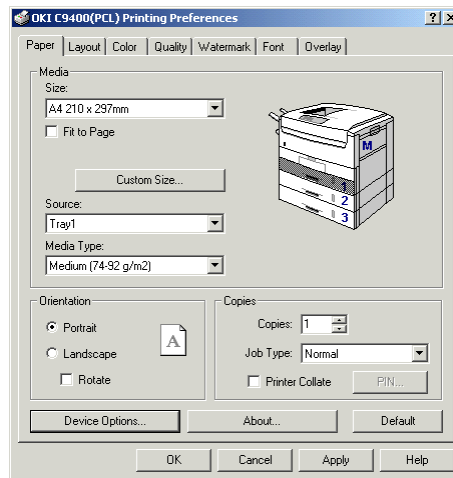 OKI C9400(PCL) Printing Preferences
Paper Layout Color Quality Watermark Font Overlay
Media
Size:
A4 210 x 297mm
Fit to Page
Custom Size...
Source:
Tray1
Media Type:
Medium (74-92 g/m2)
M
1
2
3
Orientation
Portrait
Landscape
Rotate
A
Copies
Copies: 1
Job Type: Normal
Printer Collate PIN...
Device Options... About... Default
OK Cancel Apply Help